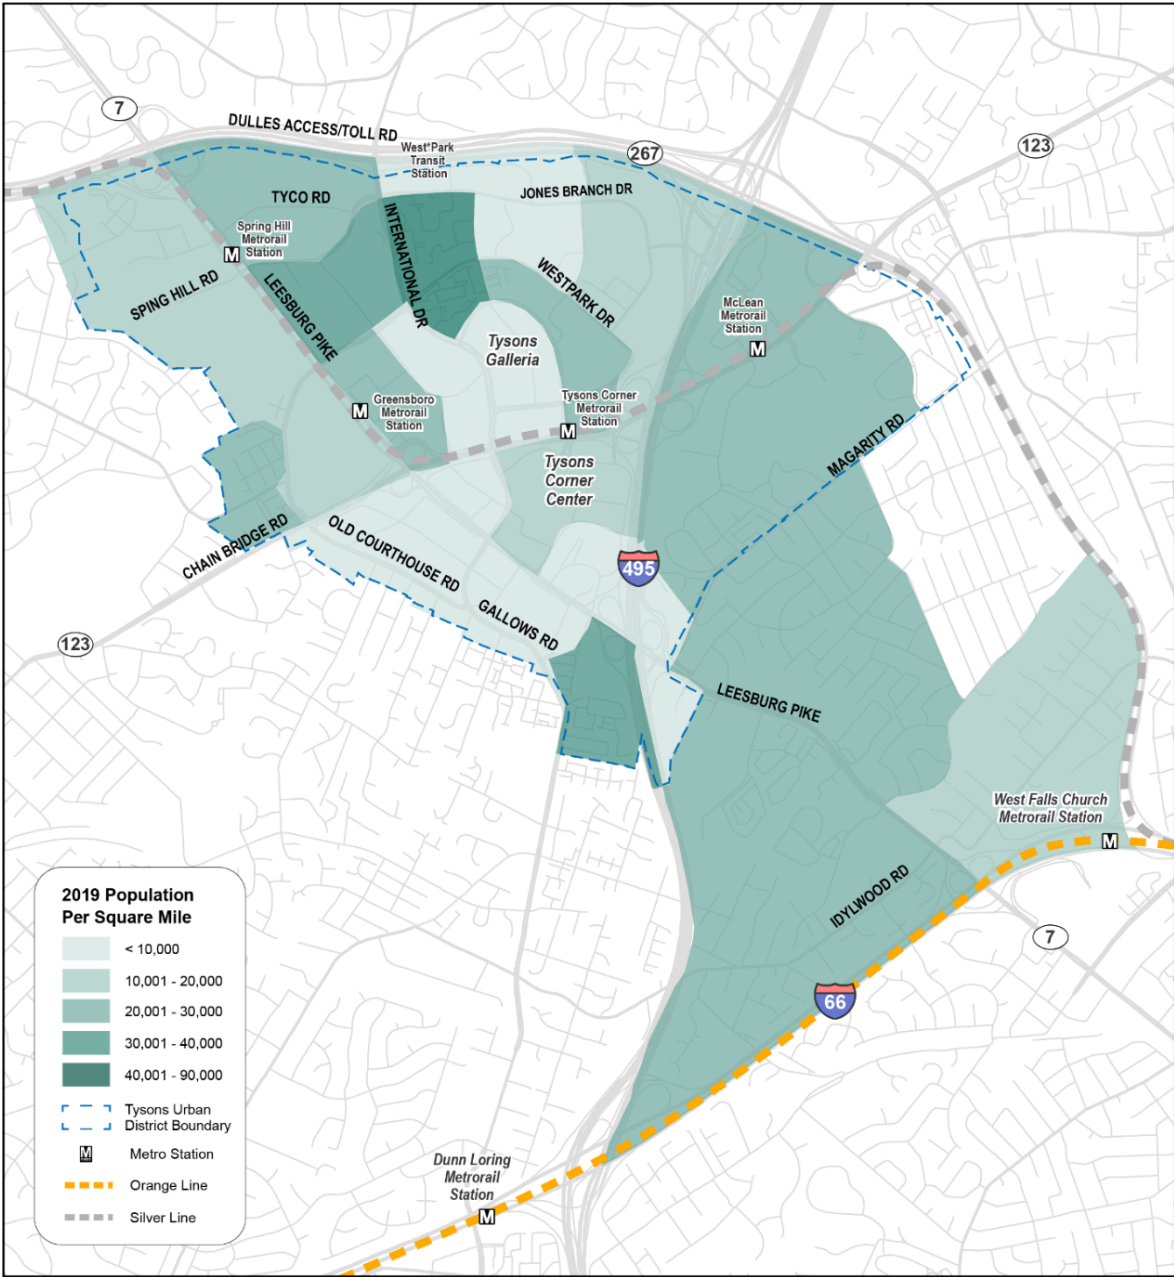 7
DULLES ACCESS/TOLL RD
West*Park
Transit
Station
267
123
TYCO RD
JONES BRANCH DR
INTERNATIONAL DR
Spring Hill
Metrorail
Station
M
SPING HILL RD
LEESBURG PIKE
WESTPARK DR
McLean
Metrorail
Station
M
Tysons
Galleria
Greensboro
Metrorail
Station
M
Tysons Corner
Metrorail
Station
M
MAGARITY RD
Tysons
Corner
Center
CHAIN BRIDGE RD
OLD COURTHOUSE RD
495
GALLOWS RD
123
LEESBURG PIKE
West Falls Church
Metrorail Station
M
IDYLWOOD RD
7
66
Dunn Loring
Metrorail
Station
M
2019 Population
Per Square Mile
< 10,000
10,001 - 20,000
20,001 - 30,000
30,001 - 40,000
40,001 - 90,000
Tysons Urban
District Boundary
M
Metro Station
Orange Line
Silver Line